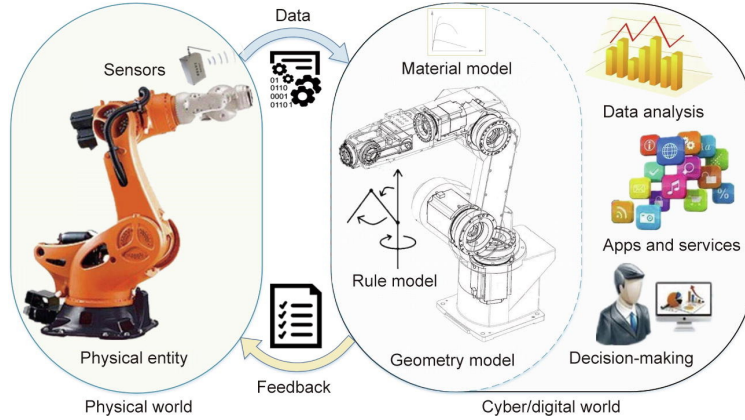 Data
Sensors
01
0110
0001
01101
Material model
Data analysis
Apps and services
Rule model
Physical entity
Geometry model
Decision-making
Feedback
Physical world
Cyber/digital world